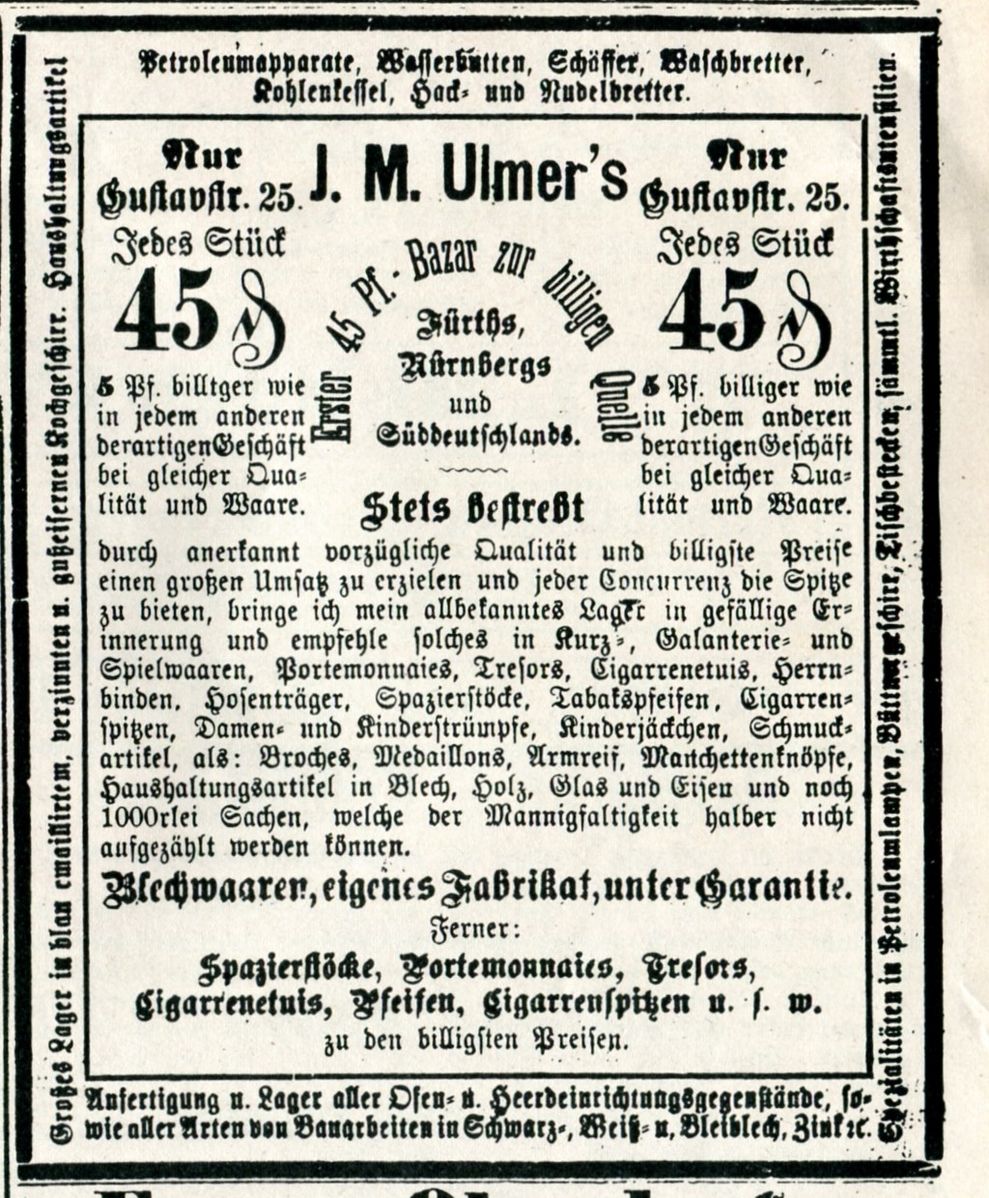 Petroleumapparate, Wasserbutten, Schäffer, Waschbretter,
Kohlenkessel, Hack- und Nudelbretter.
Großes Lager in blau emaillirtem, verzinnten u. gußeisernen Kochgeschirr. Haushaltungsartikel
Nur
Gustavstr. 25.
Jedes Stück
45 ₰
5 Pf. billtger wie
in jedem anderen
derartigen Geschäft
bei gleicher Qua-
lität und Waare.
J. M. Ulmer's
Erster 45 Pf.-Bazar zur billigen Quelle
Fürths,
Nürnbergs
und
Süddeutschlands.
Nur
Gustavstr. 25.
Jedes Stück
45 ₰
5 Pf. billiger wie
in jedem anderen
derartigen Geschäft
bei gleicher Qua-
lität und Waare.
Stets bestrebt
durch anerkannt vorzügliche Qualität und billigste Preise
einen großen Umsatz zu erzielen und jeder Concurrenz die Spitze
zu bieten, bringe ich mein allbekanntes Lager in gefällige Er-
innerung und empfehle solches in Kurz-, Galanterie- und
Spielwaaren, Portemonnaies, Tresors, Cigarrenetuis, Herrn-
binden, Hosenträger, Spazierstöcke, Tabakspfeifen, Cigarren-
spitzen, Damen- und Kinderstrümpfe, Kinderjäckchen, Schmuck-
artikel, als: Broches, Medaillons, Armreif, Manchettenknöpfe,
Haushaltungsartikel in Blech, Holz, Glas und Eisen und noch
1000rlei Sachen, welche der Mannigfaltigkeit halber nicht
aufgezählt werden können.
Blechwaaren, eigenes Fabrikat, unter Garantie.
Ferner:
Spazierstöcke, Portemonnaies, Tresors,
Cigarrenetuis, Pfeifen, Cigarrenspitzen u. s. w.
zu den billigsten Preisen.
Spezialitäten in Petroleumlampen, Tischbestecken, sämmtl. Wirthschaftsutensilien.
Anfertigung u. Lager aller Ofen- u. Heerdeinrichtungsgegenstände, so-
wie aller Arten von Bauarbeiten in Schwarz-, Weiß- u. Bleiblech, Zink ꝛc.